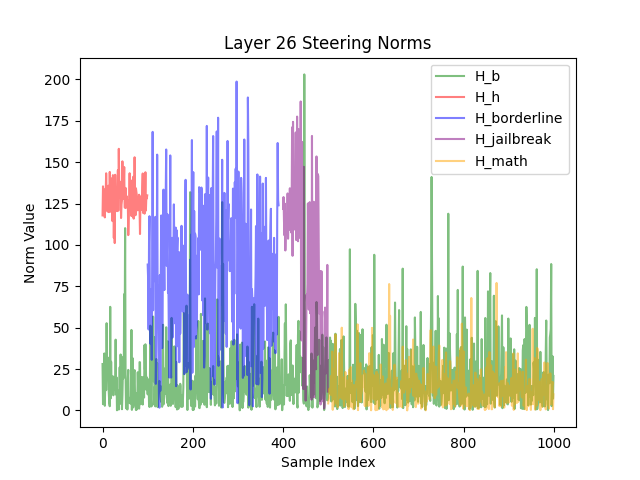 Layer 26 Steering Norms
Norm Value
200
175
150
125
100
75
50
25
0
H_b
H_h
H_borderline
H_jailbreak
H_math
0 200 400 600 800 1000
Sample Index